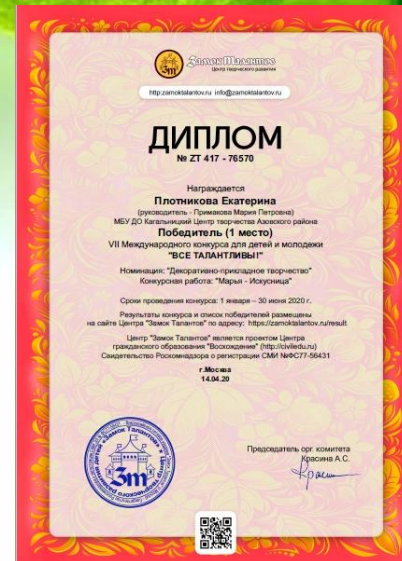 Замок Талантов
Центр творческого развития
Зт
http:zamoktalantov.ru info@zamoktalantov.ru
ДИПЛОМ
№ ZT 417 - 76570
Награждается
Плотникова Екатерина
(руководитель - Примакова Мария Петровна)
МБУ ДО Кагальницкий Центр творчества Азовского района
Победитель (1 место)
VII Международного конкурса для детей и молодежи
"ВСЕ ТАЛАНТЛИВЫ!"
Номинация: "Декоративно-прикладное творчество"
Конкурсная работа: "Марья - Искусница"
Сроки проведения конкурса: 1 января – 30 июня 2020 г.
Результаты конкурса и список победителей размещены
на сайте Центра "Замок Талантов" по адресу: https://zamoktalantov.ru/result
Центр "Замок Талантов" является проектом Центра
гражданского образования "Восхождение" (http://civiledu.ru)
Свидетельство Роскомнадзора о регистрации СМИ №ФС77-56431
г.Москва
14.04.20
Председатель орг. комитета
Красина А.С.
Зт